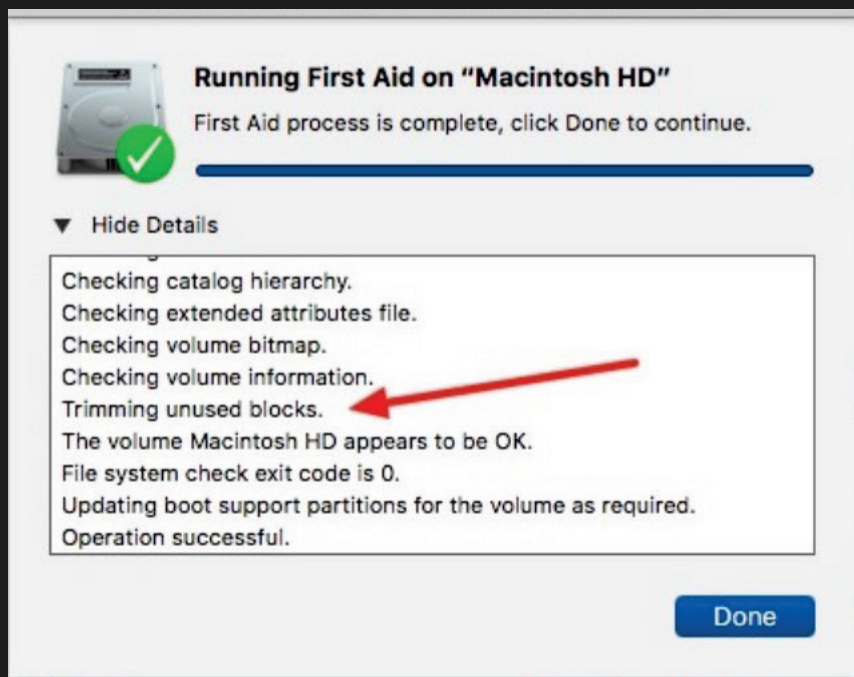 Running First Aid on “Macintosh HD”
First Aid process is complete, click Done to continue.
Hide Details
Checking catalog hierarchy.
Checking extended attributes file.
Checking volume bitmap.
Checking volume information.
Trimming unused blocks.
The volume Macintosh HD appears to be OK.
File system check exit code is 0.
Updating boot support partitions for the volume as required.
Operation successful.
Done